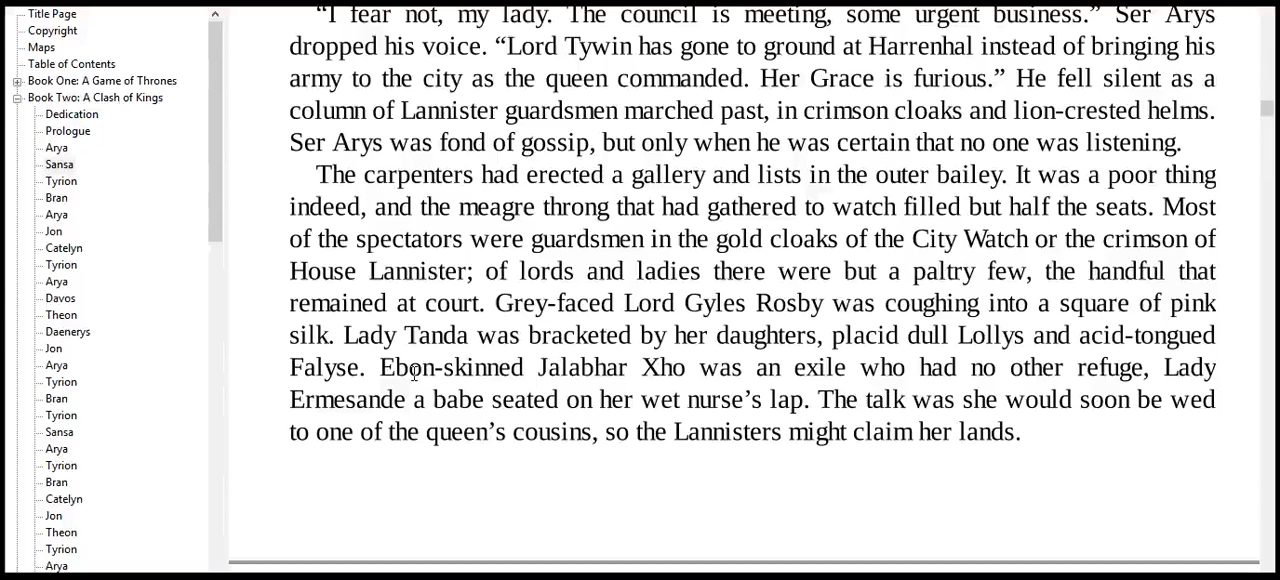 Title Page
Copyright
Maps
Table of Contents
Book One: A Game of Thrones
Book Two: A Clash of Kings
Dedication
Prologue
Arya
Sansa
Tyrion
Bran
Arya
Jon
Catelyn
Tyrion
Arya
Davos
Theon
Daenerys
Jon
Arya
Tyrion
Bran
Tyrion
Sansa
Arya
Tyrion
Bran
Catelyn
Jon
Theon
Tyrion
Arya
“I fear not, my lady. The council is meeting, some urgent business.” Ser Arys
dropped his voice. “Lord Tywin has gone to ground at Harrenhal instead of bringing his
army to the city as the queen commanded. Her Grace is furious.” He fell silent as a
column of Lannister guardsmen marched past, in crimson cloaks and lion-crested helms.
Ser Arys was fond of gossip, but only when he was certain that no one was listening.
The carpenters had erected a gallery and lists in the outer bailey. It was a poor thing
indeed, and the meagre throng that had gathered to watch filled but half the seats. Most
of the spectators were guardsmen in the gold cloaks of the City Watch or the crimson of
House Lannister; of lords and ladies there were but a paltry few, the handful that
remained at court. Grey-faced Lord Gyles Rosby was coughing into a square of pink
silk. Lady Tanda was bracketed by her daughters, placid dull Lollys and acid-tongued
Falyse. Ebon-skinned Jalabhar Xho was an exile who had no other refuge, Lady
Ermesande a babe seated on her wet nurse’s lap. The talk was she would soon be wed
to one of the queen’s cousins, so the Lannisters might claim her lands.